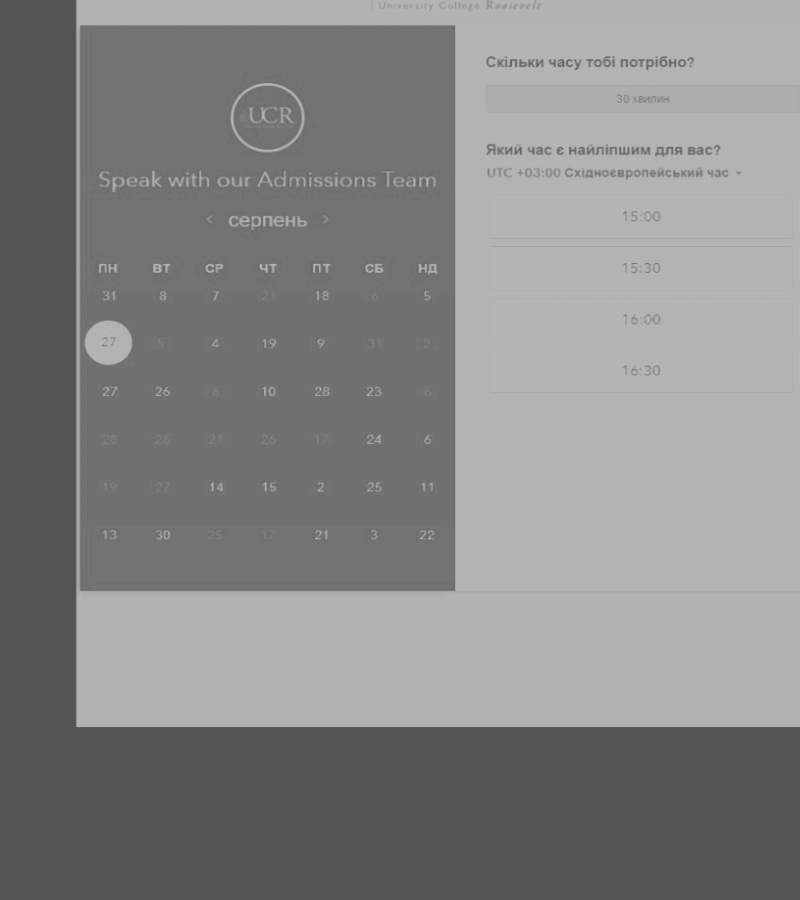 University College Roosevelt
UCR
Speak with our Admissions Team
‹ серпень ›
ПН ВТ СР ЧТ ПТ СБ НД
31 8 7 21 18 6 5
27 5 4 19 9 31 2
27 26 6 10 28 23 6
28 26 21 26 17 24 6
19 27 14 15 2 25 11
13 30 25 17 21 3 22
Скільки часу тобі потрібно?
30 хвилин
Який час є найліпшим для вас?
UTC +03:00 Східноєвропейський час
15:00
15:30
16:00
16:30